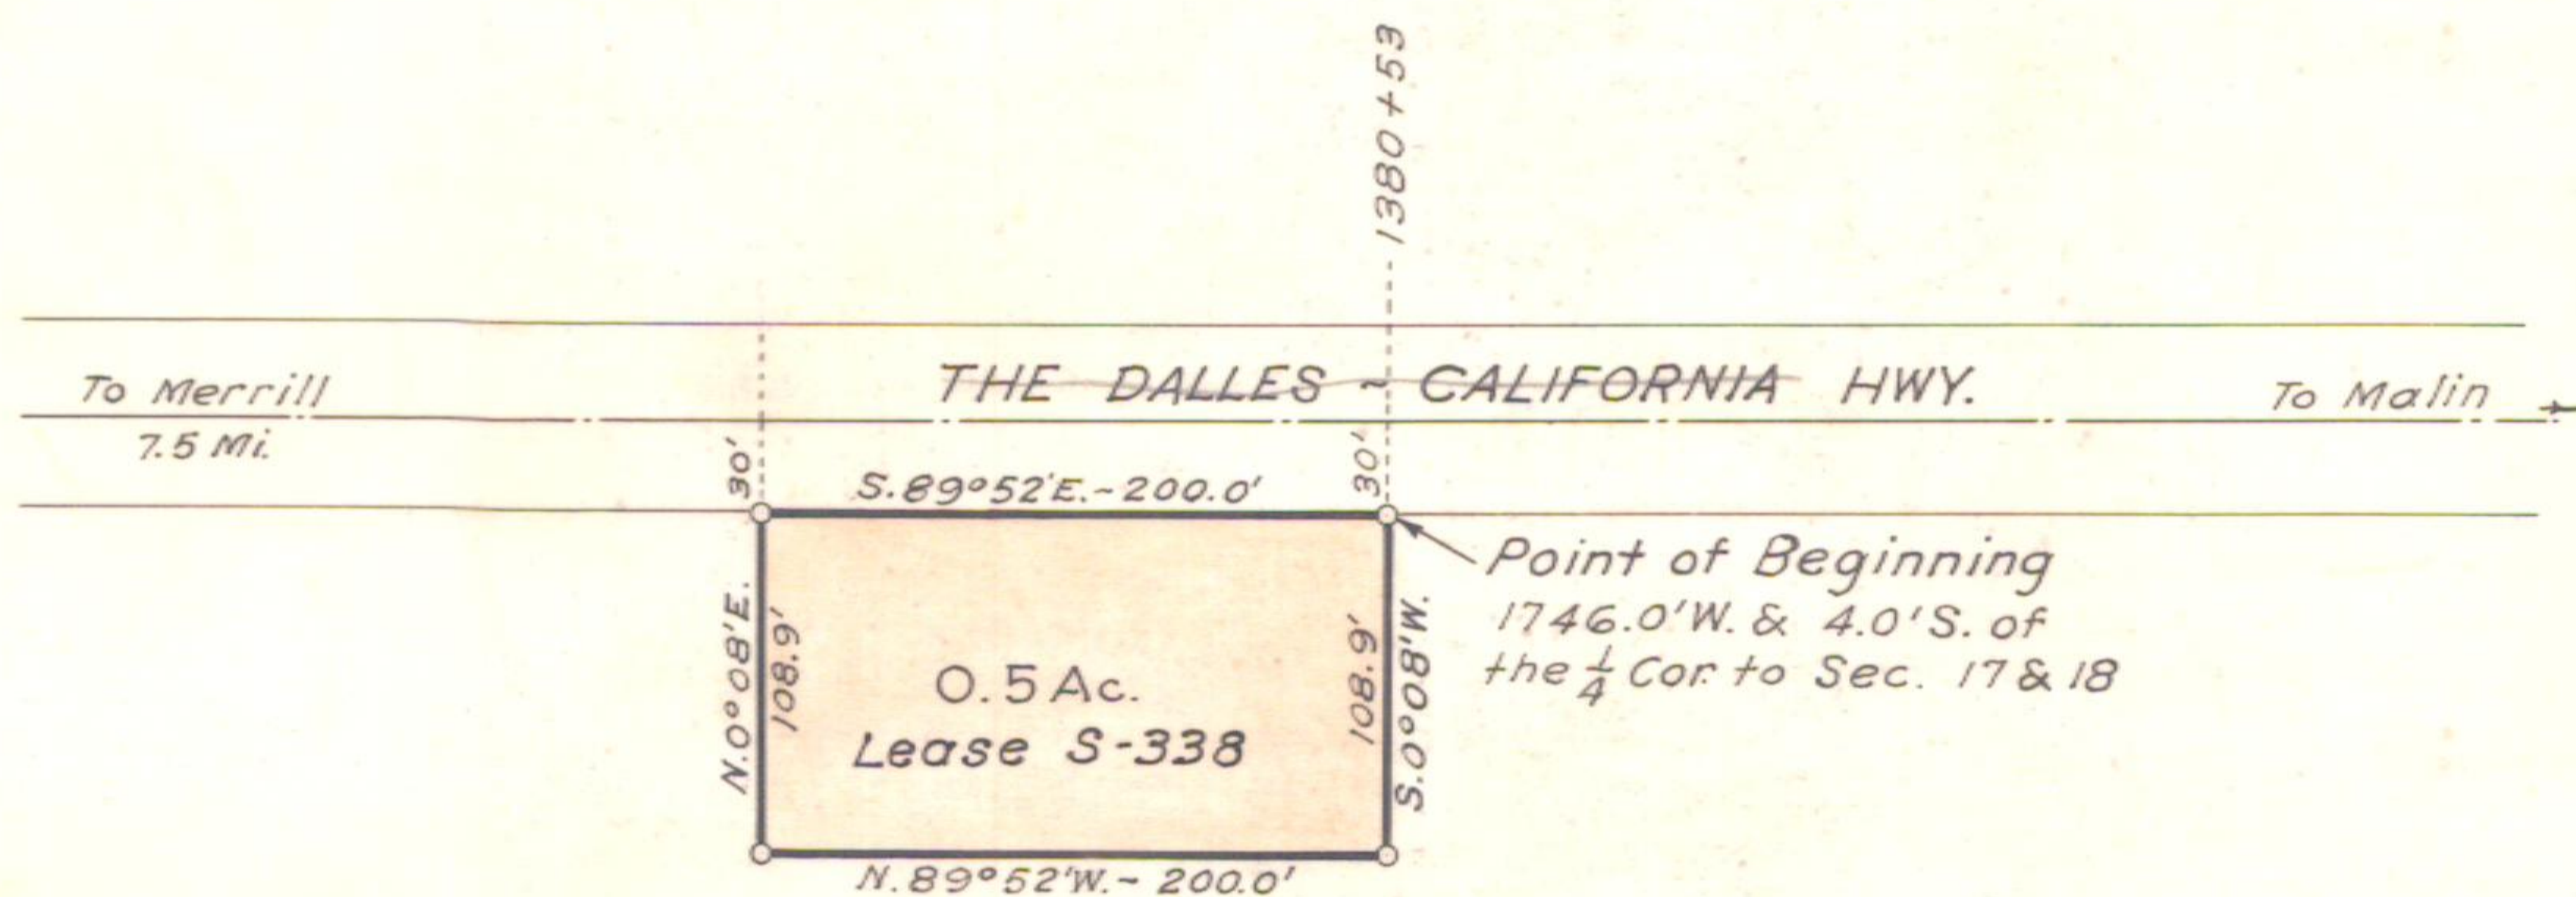 1380+53
To Merrill
7.5 Mi.
THE DALLES ~ CALIFORNIA HWY.
To Malin
30'
30'
S.89°52'E.~200.0'
Point of Beginning
1746.0'W. & 4.0'S. of
the 1/4 Cor. to Sec. 17 & 18
N.0°08'E.
108.9'
0.5 Ac.
Lease S-338
108.9'
S.0°08'W.
N.89°52'W.~ 200.0'